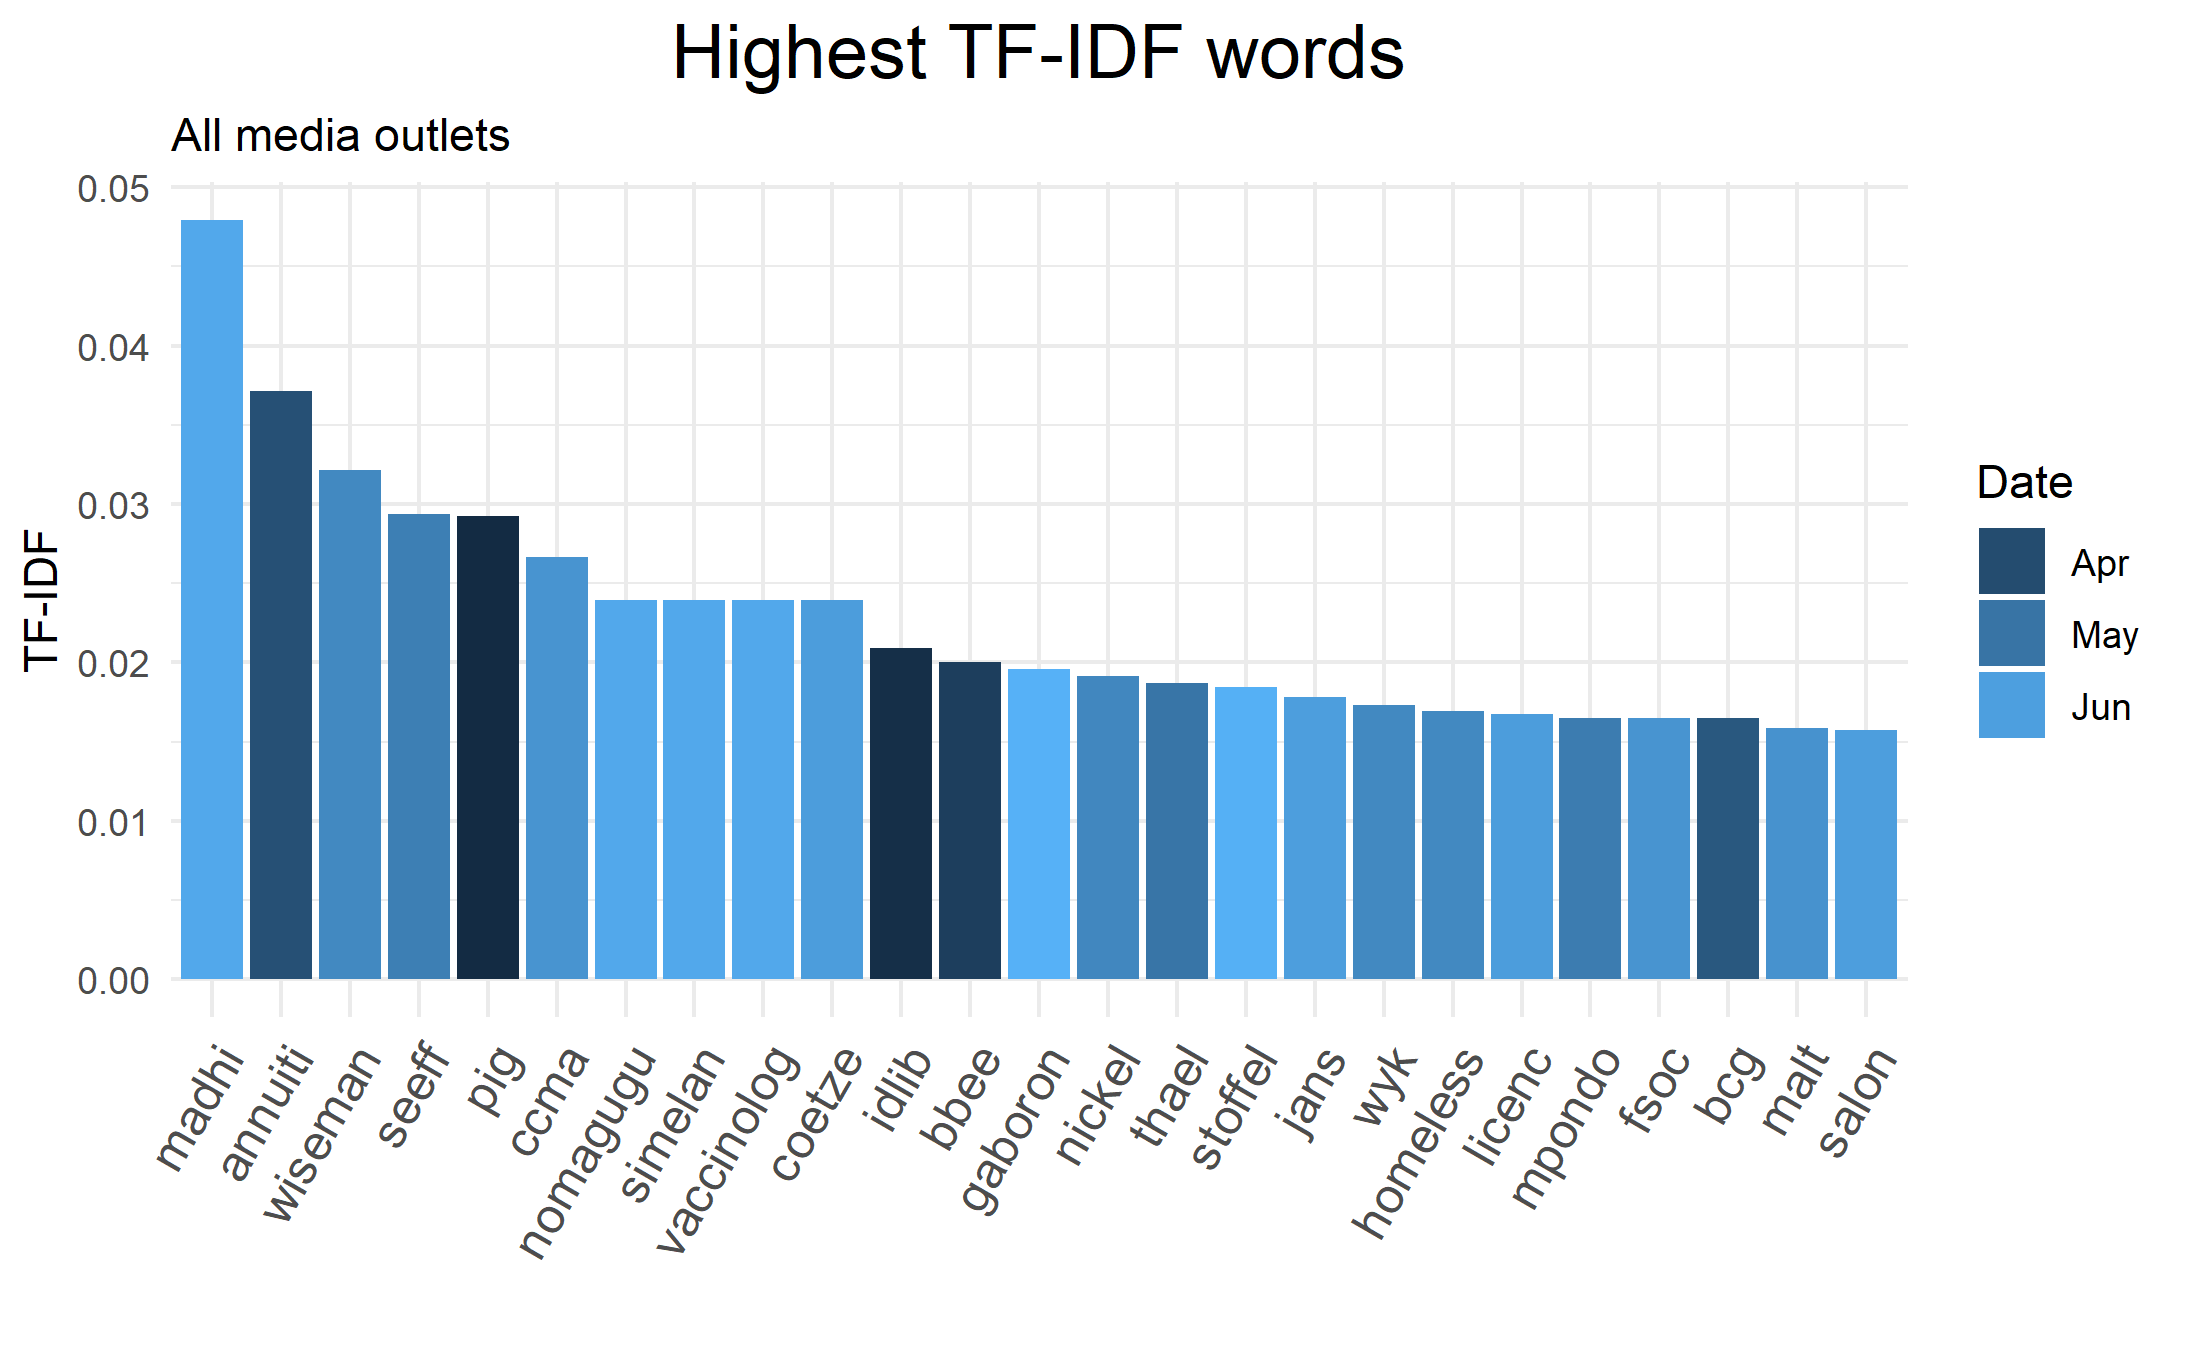 Highest TF-IDF words
All media outlets
TF-IDF
0.05
0.04
0.03
0.02
0.01
0.00
madhi
annuiti
wiseman
seeff
pig
ccma
nomagugu
simelan
vaccinolog
coetze
idlib
bbee
gaboron
nickel
thael
stoffel
jans
wyk
homeless
licenc
mpondo
fsoc
bcg
malt
salon
Date
Apr
May
Jun